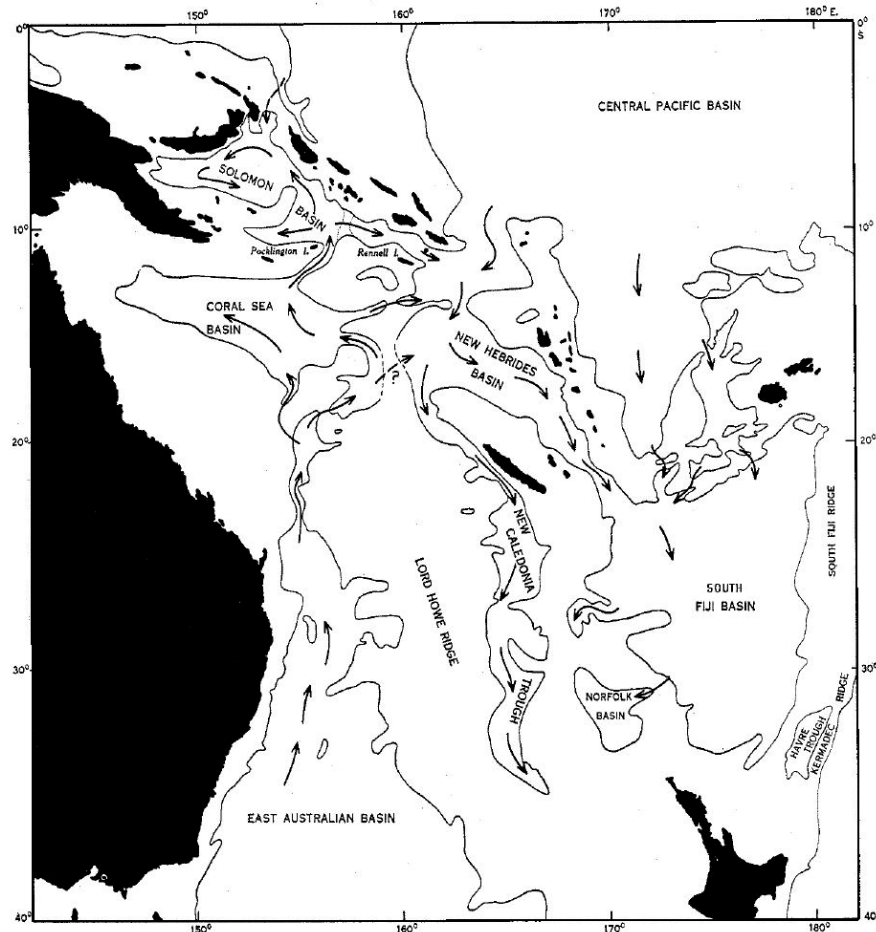 150°
160°
170°
180° E.
0°
0°
S
CENTRAL PACIFIC BASIN
SOLOMON
BASIN
10°
10°
Pocklington I.
Rennell I.
CORAL SEA
BASIN
NEW HEBRIDES
BASIN
?
20°
20°
NEW
CALEDONIA
TROUGH
LORD HOWE RIDGE
SOUTH
FIJI BASIN
SOUTH FIJI RIDGE
30°
30°
NORFOLK
BASIN
HAVRE
TROUGH
KERMADEC
RIDGE
EAST AUSTRALIAN BASIN
40°
40°
150°
160°
170°
180°